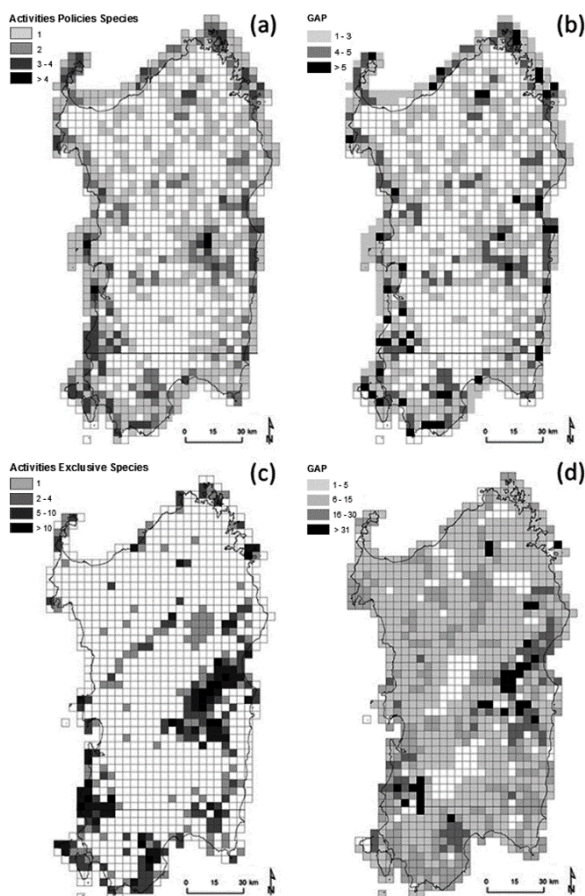 Activities Policies Species
1
2
3 - 4
> 4
(a)
0 15 30 km
N
GAP
1 - 3
4 - 5
> 5
(b)
0 15 30 km
N
Activities Exclusive Species
1
2 - 4
5 - 10
> 10
(c)
0 15 30 km
N
GAP
1 - 5
6 - 15
16 - 30
> 31
(d)
0 15 30 km
N